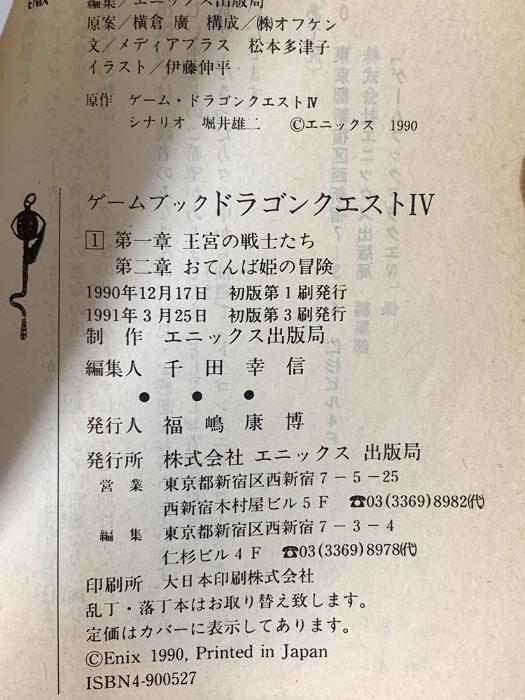 ENIX
編集／エニックス出版局
原案／横倉 廣 構成／㈱オフケン
文／メディアプラス 松本多津子
イラスト／伊藤伸平
原作 ゲーム・ドラゴンクエストⅣ
シナリオ 堀井雄二 ©エニックス 1990
ゲームブックドラゴンクエストⅣ
1 第一章 王宮の戦士たち
第二章 おてんば姫の冒険
1990年12月17日 初版第1刷発行
1991年3月25日 初版第3刷発行
制作 エニックス出版局
編集人 千田幸信
● ● ●
発行人 福嶋康博
発行所 株式会社 エニックス 出版局
営業 東京都新宿区西新宿7－5－25
西新宿木村屋ビル5F ☎03(3369)8982㈹
編集 東京都新宿区西新宿7－3－4
仁杉ビル4F ☎03(3369)8978㈹
印刷所 大日本印刷株式会社
乱丁・落丁本はお取り替え致します。
定価はカバーに表示してあります。
©Enix 1990, Printed in Japan
ISBN4-900527